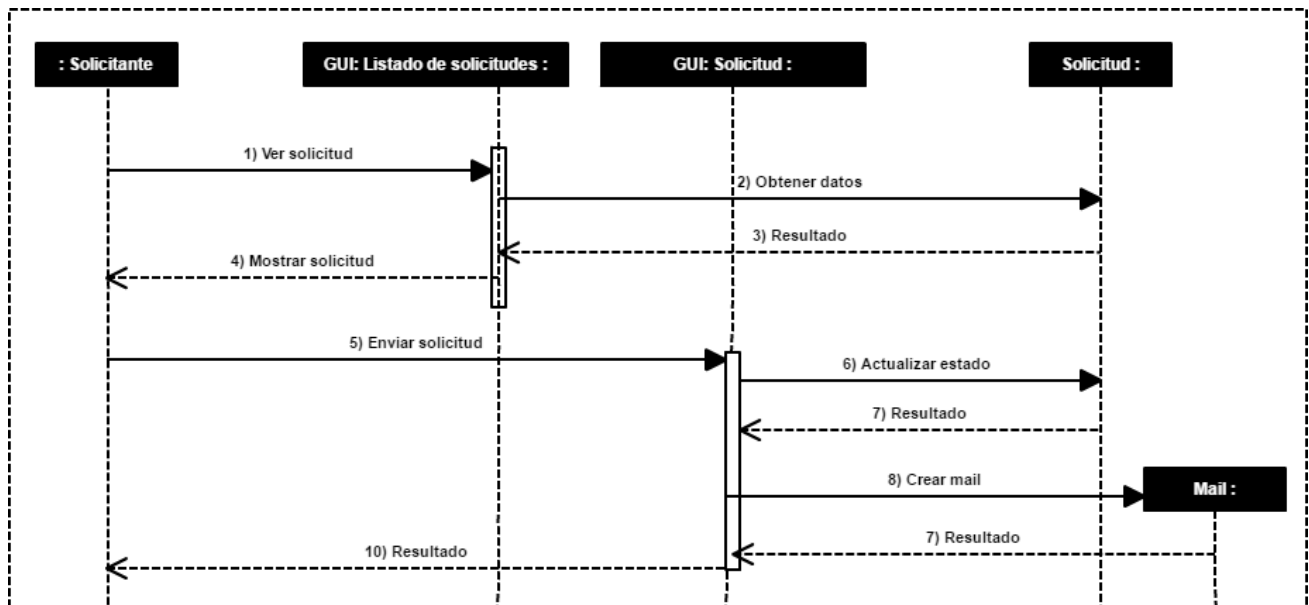 : Solicitante
GUI: Listado de solicitudes :
GUI: Solicitud :
Solicitud :
1) Ver solicitud
2) Obtener datos
3) Resultado
4) Mostrar solicitud
5) Enviar solicitud
6) Actualizar estado
7) Resultado
8) Crear mail
Mail :
7) Resultado
10) Resultado